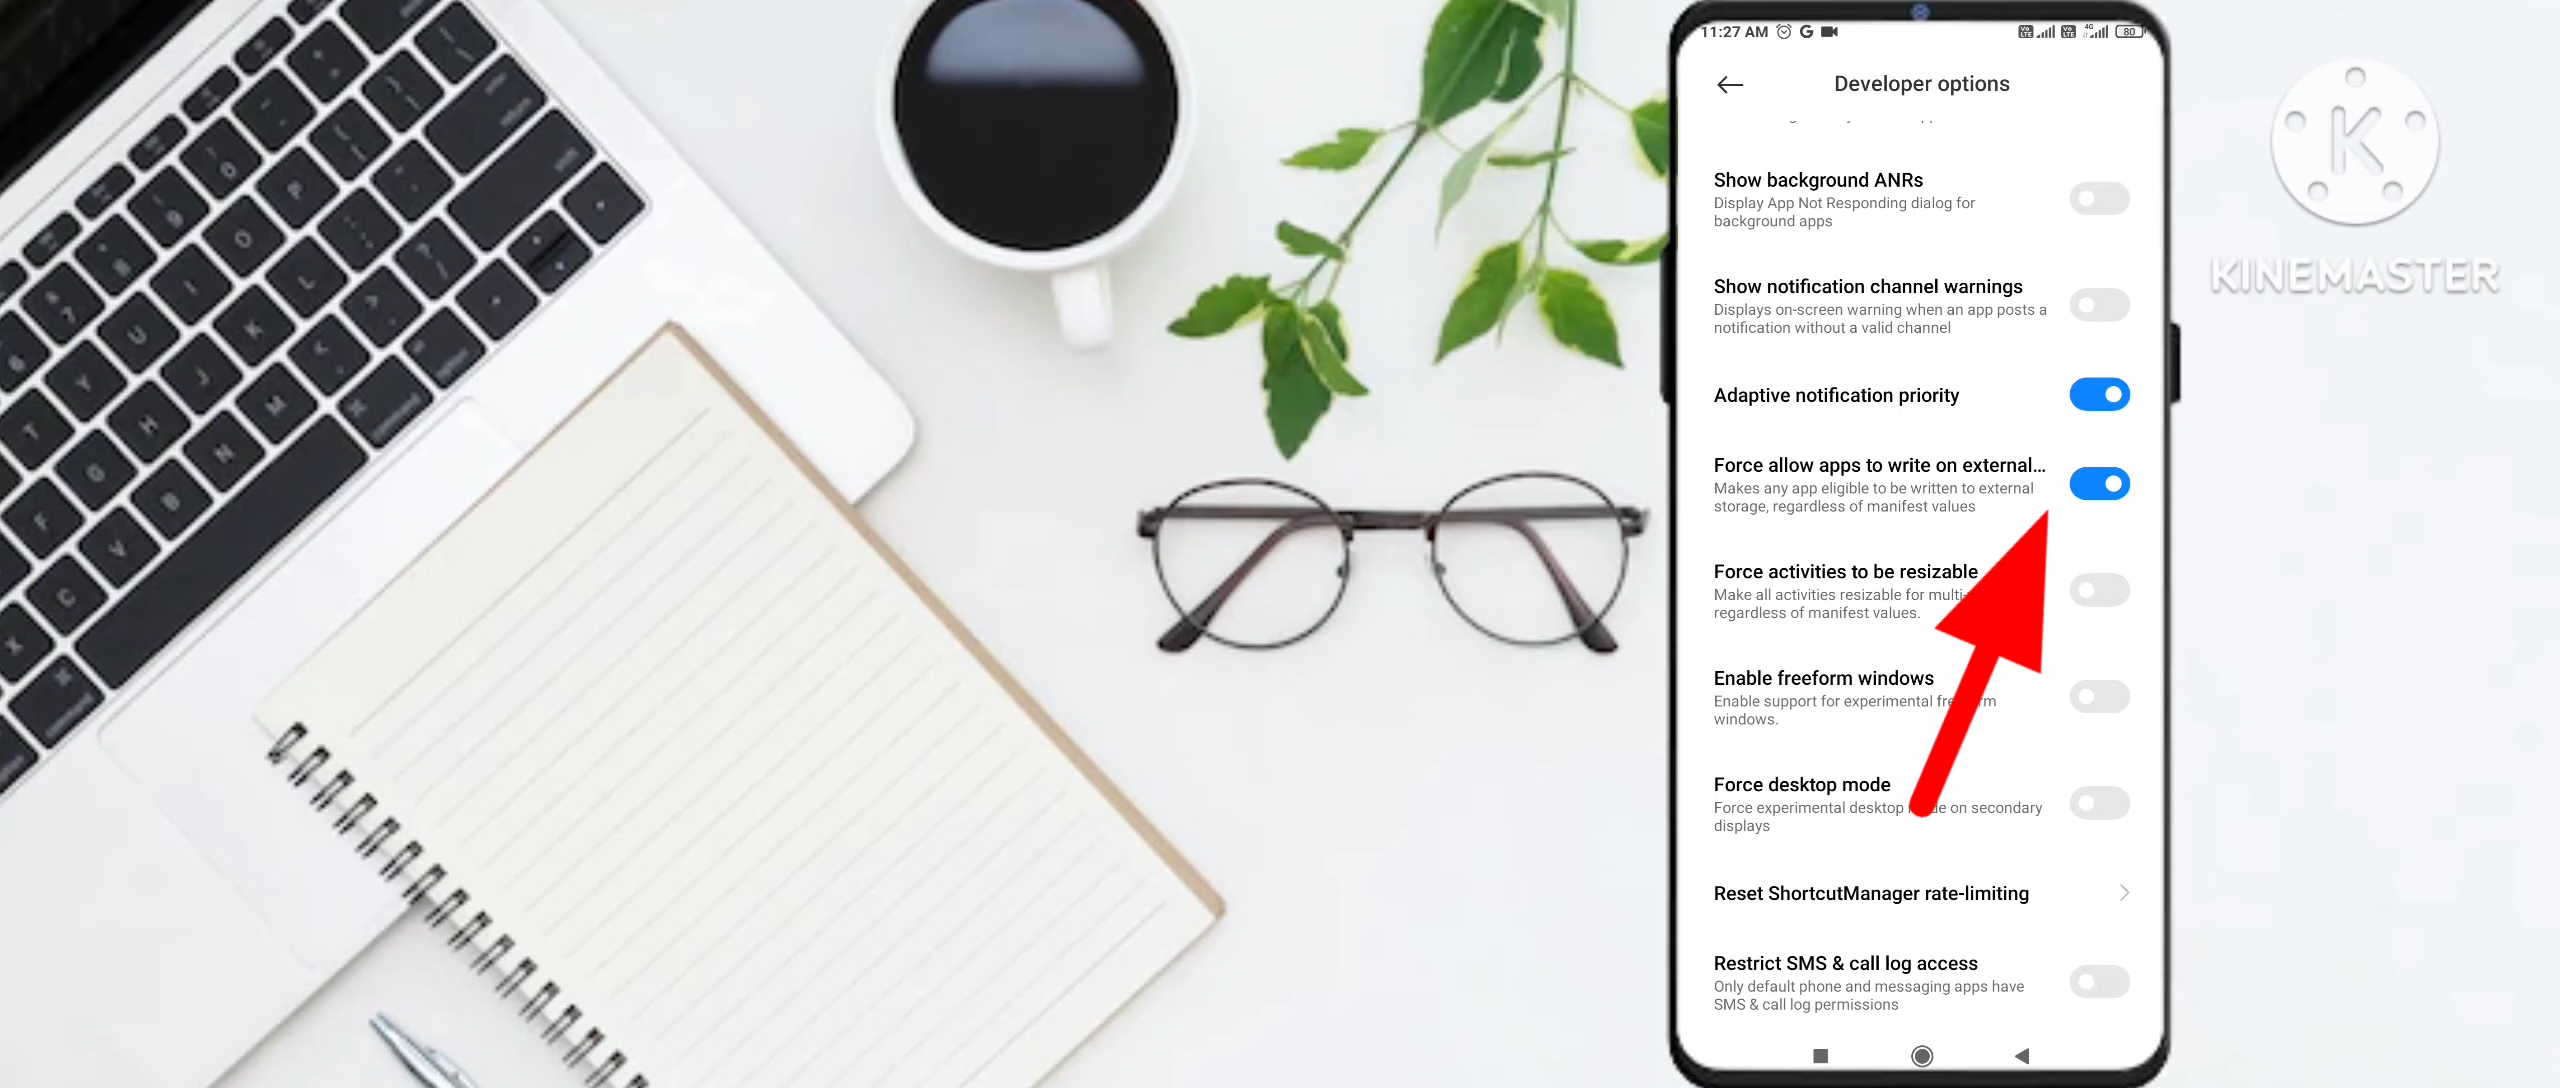 11:27 AM
80
Developer options
Show background ANRs
Display App Not Responding dialog for
background apps
Show notification channel warnings
Displays on-screen warning when an app posts a
notification without a valid channel
Adaptive notification priority
Force allow apps to write on external...
Makes any app eligible to be written to external
storage, regardless of manifest values
Force activities to be resizable
Make all activities resizable for multi-
regardless of manifest values.
Enable freeform windows
Enable support for experimental
windows.
Force desktop mode
Force experimental desktop on secondary
displays
Reset ShortcutManager rate-limiting
Restrict SMS & call log access
Only default phone and messaging apps have
SMS & call log permissions
K
KINEMASTER